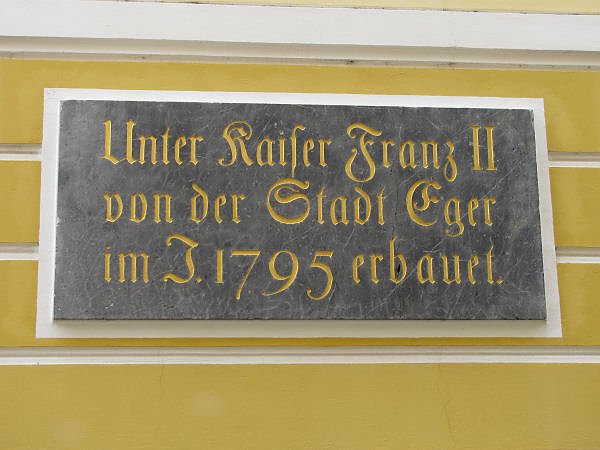 Unter Kaiſer Franz II
von der Stadt Eger
im J. 1795 erbauet.